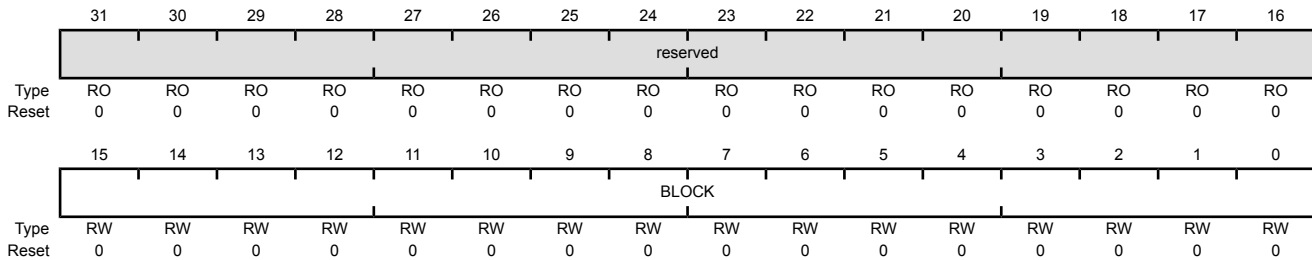 31 30 29 28 27 26 25 24 23 22 21 20 19 18 17 16
reserved
Type RO RO RO RO RO RO RO RO RO RO RO RO RO RO RO RO
Reset 0 0 0 0 0 0 0 0 0 0 0 0 0 0 0 0
15 14 13 12 11 10 9 8 7 6 5 4 3 2 1 0
BLOCK
Type RW RW RW RW RW RW RW RW RW RW RW RW RW RW RW RW
Reset 0 0 0 0 0 0 0 0 0 0 0 0 0 0 0 0